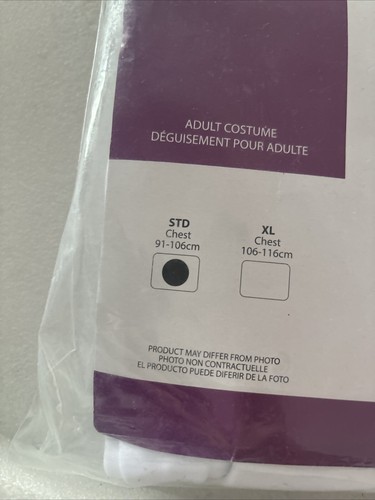 ADULT COSTUME
DÉGUISEMENT POUR ADULTE
STD
Chest
91-106cm
XL
Chest
106-116cm
PRODUCT MAY DIFFER FROM PHOTO
PHOTO NON CONTRACTUELLE
EL PRODUCTO PUEDE DIFERIR DE LA FOTO